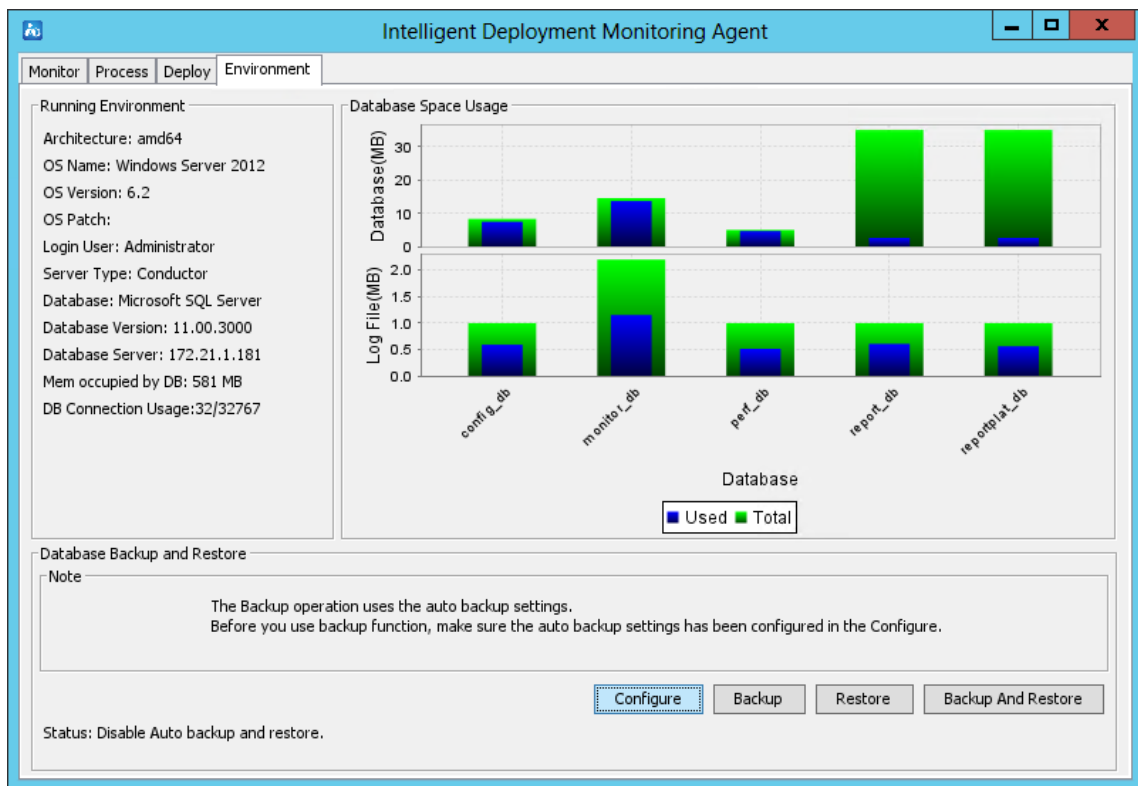 Intelligent Deployment Monitoring Agent
Monitor Process Deploy Environment
Running Environment
Architecture: amd64
OS Name: Windows Server 2012
OS Version: 6.2
OS Patch:
Login User: Administrator
Server Type: Conductor
Database: Microsoft SQL Server
Database Version: 11.00.3000
Database Server: 172.21.1.181
Mem occupied by DB: 581 MB
DB Connection Usage:32/32767
Database Space Usage
Database(MB)
30
20
10
0
Log File(MB)
2.0
1.5
1.0
0.5
0.0
config_db
monitor_db
perf_db
report_db
reportplat_db
Database
Used Total
Database Backup and Restore
Note
The Backup operation uses the auto backup settings.
Before you use backup function, make sure the auto backup settings has been configured in the Configure.
Configure Backup Restore Backup And Restore
Status: Disable Auto backup and restore.